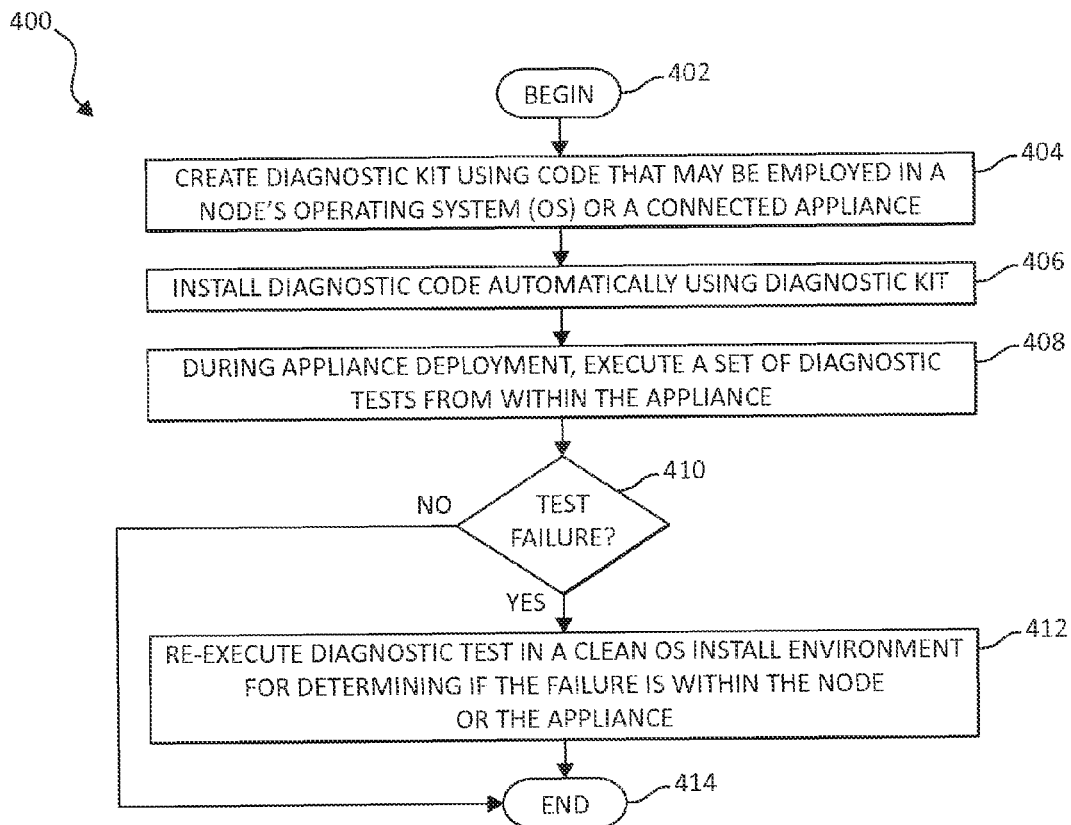 400
402
BEGIN
404
CREATE DIAGNOSTIC KIT USING CODE THAT MAY BE EMPLOYED IN A
NODE'S OPERATING SYSTEM (OS) OR A CONNECTED APPLIANCE
406
INSTALL DIAGNOSTIC CODE AUTOMATICALLY USING DIAGNOSTIC KIT
408
DURING APPLIANCE DEPLOYMENT, EXECUTE A SET OF DIAGNOSTIC
TESTS FROM WITHIN THE APPLIANCE
410
NO
TEST
FAILURE?
YES
412
RE-EXECUTE DIAGNOSTIC TEST IN A CLEAN OS INSTALL ENVIRONMENT
FOR DETERMINING IF THE FAILURE IS WITHIN THE NODE
OR THE APPLIANCE
414
END